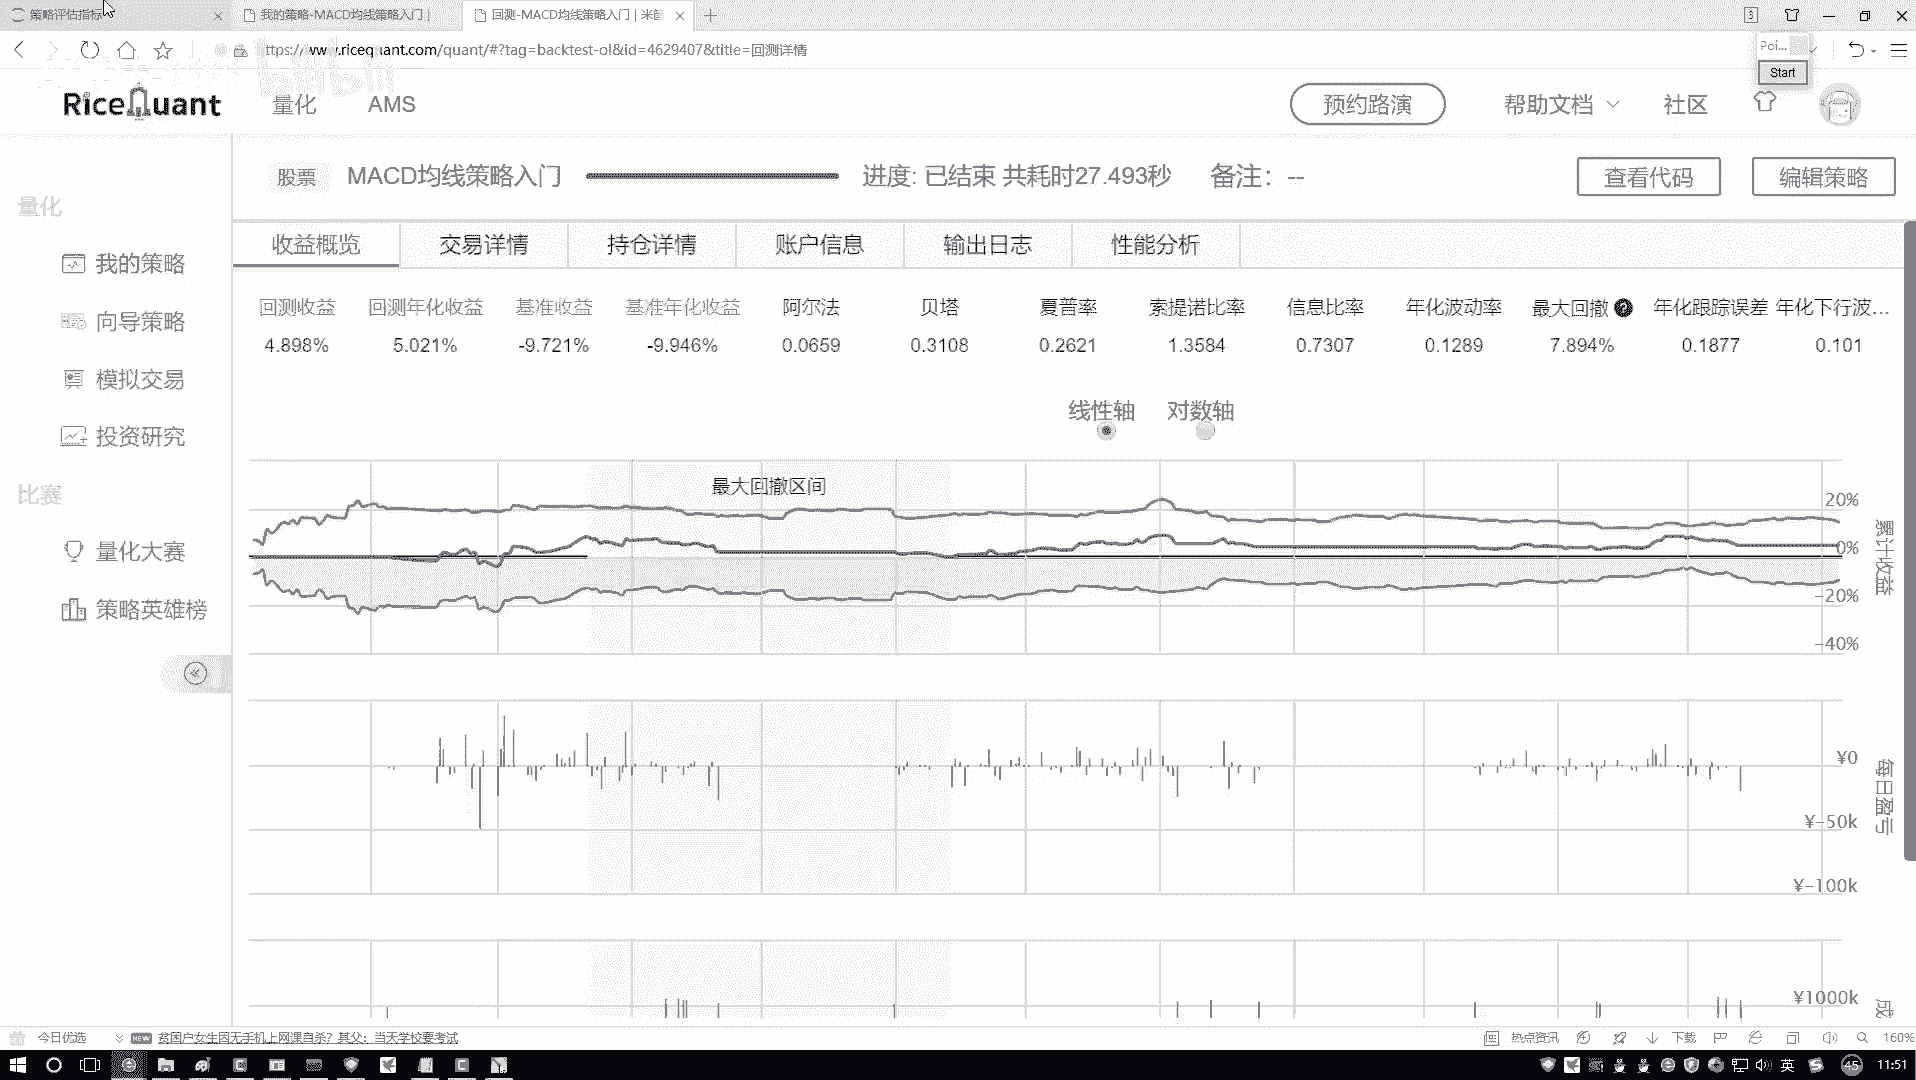 策略评估指标
我的策略-MACD均线策略入门 |
回测-MACD均线策略入门 | 米筐
3
ttps://www.ricequant.com/quant/#?tag=backtest-ol&id=4629407&title=回测详情
Poi...
Start
bilibili
RiceQuant
量化
AMS
预约路演
帮助文档
社区
股票
MACD均线策略入门
进度: 已结束 共耗时27.493秒
备注: --
查看代码
编辑策略
量化
我的策略
向导策略
模拟交易
投资研究
比赛
量化大赛
策略英雄榜
收益概览
交易详情
持仓详情
账户信息
输出日志
性能分析
回测收益 回测年化收益 基准收益 基准年化收益 阿尔法 贝塔 夏普率 索提诺比率 信息比率 年化波动率 最大回撤 ? 年化跟踪误差 年化下行波...
4.898% 5.021% -9.721% -9.946% 0.0659 0.3108 0.2621 1.3584 0.7307 0.1289 7.894% 0.1877 0.101
线性轴 对数轴
最大回撤区间
20%
0%
-20%
-40%
累计收益
¥0
¥-50k
¥-100k
每日盈亏
¥1000k
成
今日优选
NEW
贫困户女生因无手机上网课自杀？其父：当天学校要考试
热点资讯
下载
160%
英
45
11:51